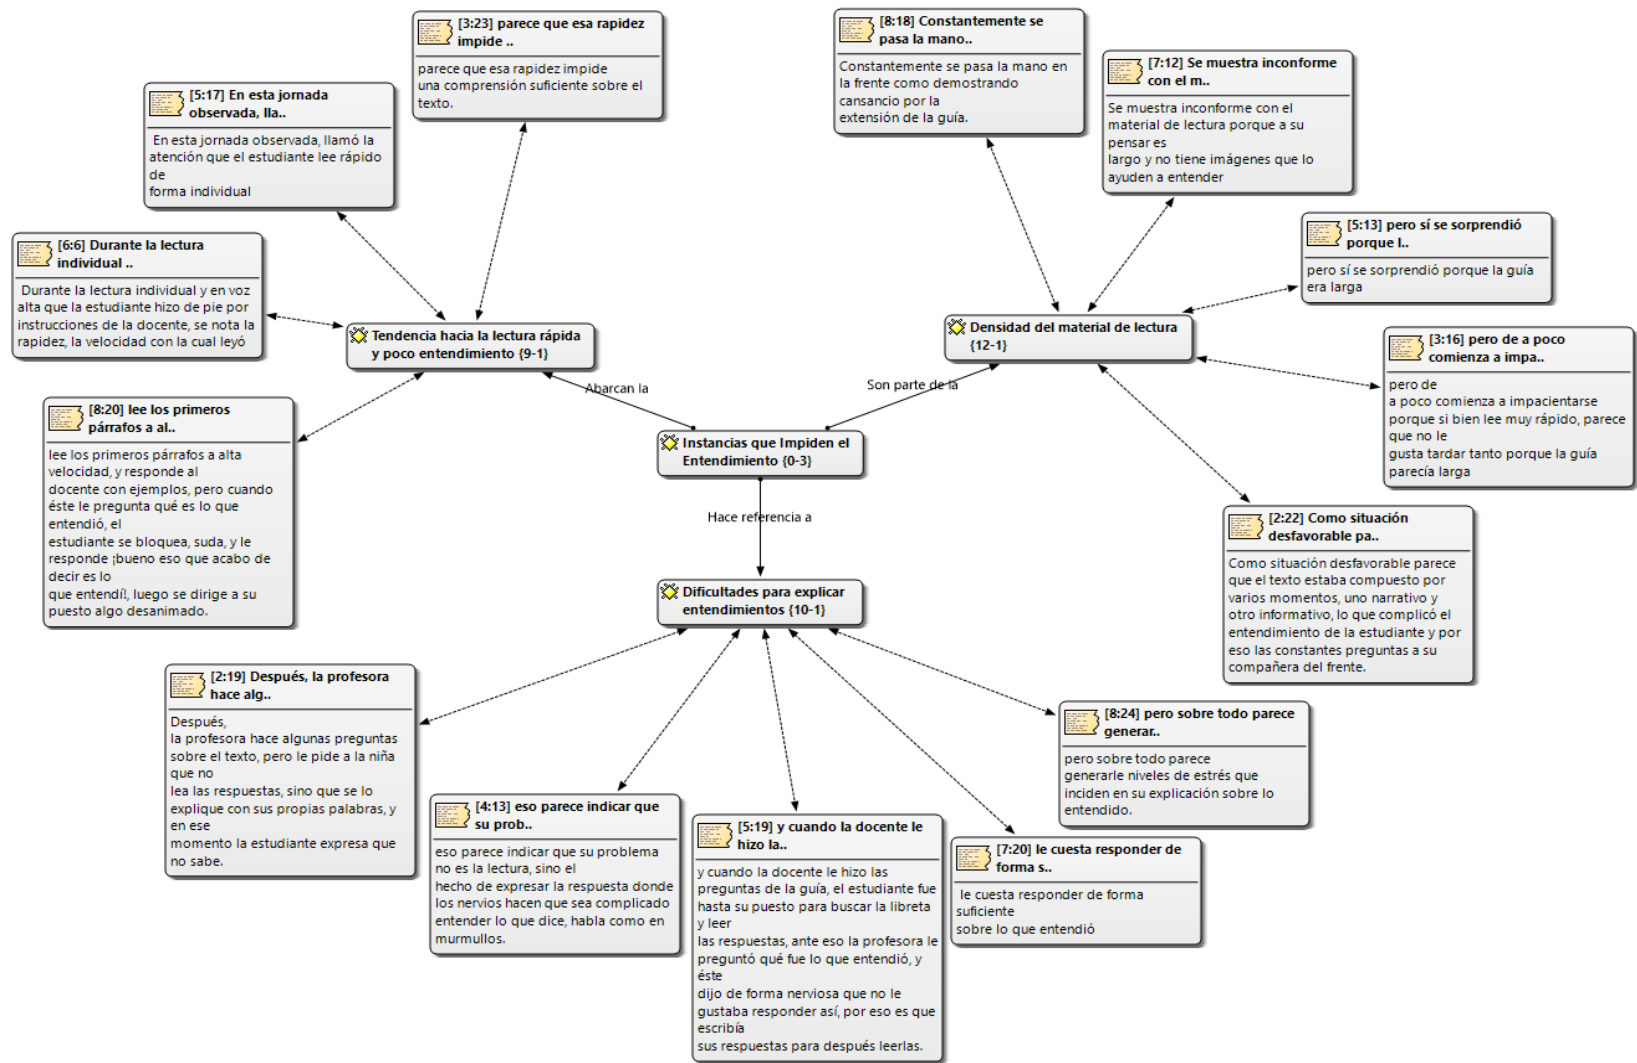 [3:23] parece que esa rapidez
impide ..
parece que esa rapidez impide
una comprensión suficiente sobre el
texto.
[8:18] Constantemente se
pasa la mano..
Constantemente se pasa la mano en
la frente como demostrando
cansancio por la
extensión de la guía.
[7:12] Se muestra inconforme
con el m..
Se muestra inconforme con el
material de lectura porque a su
pensar es
largo y no tiene imágenes que lo
ayuden a entender
[5:17] En esta jornada
observada, lla..
En esta jornada observada, llamó la
atención que el estudiante lee rápido
de
forma individual
[5:13] pero sí se sorprendió
porque l..
pero sí se sorprendió porque la guía
era larga
[6:6] Durante la lectura
individual ..
Durante la lectura individual y en voz
alta que la estudiante hizo de pie por
instrucciones de la docente, se nota la
rapidez, la velocidad con la cual leyó
Tendencia hacia la lectura rápida
y poco entendimiento {9-1}
Densidad del material de lectura
{12-1}
[3:16] pero de a poco
comienza a impa..
pero de
a poco comienza a impacientarse
porque si bien lee muy rápido, parece
que no le
gusta tardar tanto porque la guía
parecía larga
Abarcan la
Son parte de la
[8:20] lee los primeros
párrafos a al..
lee los primeros párrafos a alta
velocidad, y responde al
docente con ejemplos, pero cuando
éste le pregunta qué es lo que
entendió, el
estudiante se bloquea, suda, y le
responde ¡bueno eso que acabo de
decir es lo
que entendí!, luego se dirige a su
puesto algo desanimado.
Instancias que Impiden el
Entendimiento {0-3}
Hace referencia a
[2:22] Como situación
desfavorable pa..
Como situación desfavorable parece
que el texto estaba compuesto por
varios momentos, uno narrativo y
otro informativo, lo que complicó el
entendimiento de la estudiante y por
eso las constantes preguntas a su
compañera del frente.
Dificultades para explicar
entendimientos {10-1}
[2:19] Después, la profesora
hace alg..
Después,
la profesora hace algunas preguntas
sobre el texto, pero le pide a la niña
que no
lea las respuestas, sino que se lo
explique con sus propias palabras, y
en ese
momento la estudiante expresa que
no sabe.
[4:13] eso parece indicar que
su prob..
eso parece indicar que su problema
no es la lectura, sino el
hecho de expresar la respuesta donde
los nervios hacen que sea complicado
entender lo que dice, habla como en
murmullos.
[5:19] y cuando la docente le
hizo la..
y cuando la docente le hizo las
preguntas de la guía, el estudiante fue
hasta su puesto para buscar la libreta
y leer
las respuestas, ante eso la profesora le
preguntó qué fue lo que entendió, y
éste
dijo de forma nerviosa que no le
gustaba responder así, por eso es que
escribía
sus respuestas para después leerlas.
[7:20] le cuesta responder de
forma s..
le cuesta responder de forma
suficiente
sobre lo que entendió
[8:24] pero sobre todo parece
generar..
pero sobre todo parece
generarle niveles de estrés que
inciden en su explicación sobre lo
entendido.